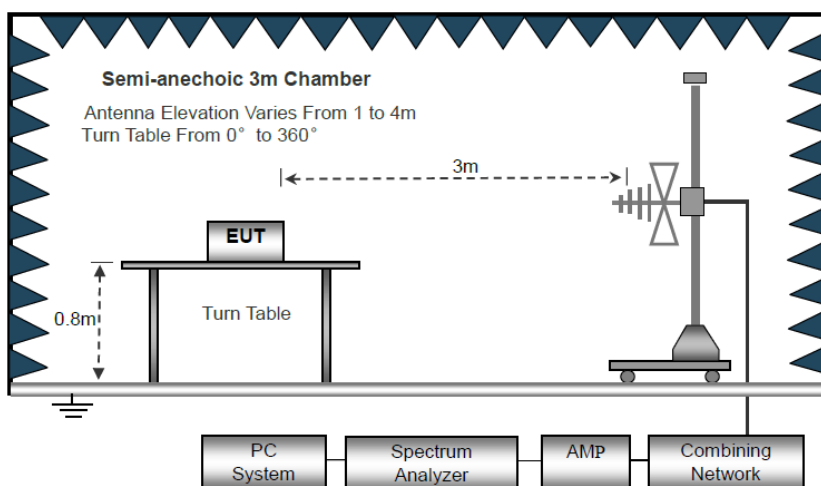 Semi-anechoic 3m Chamber
Antenna Elevation Varies From 1 to 4m
Turn Table From 0° to 360°
3m
EUT
0.8m
Turn Table
PC
System
Spectrum
Analyzer
AMP
Combining
Network